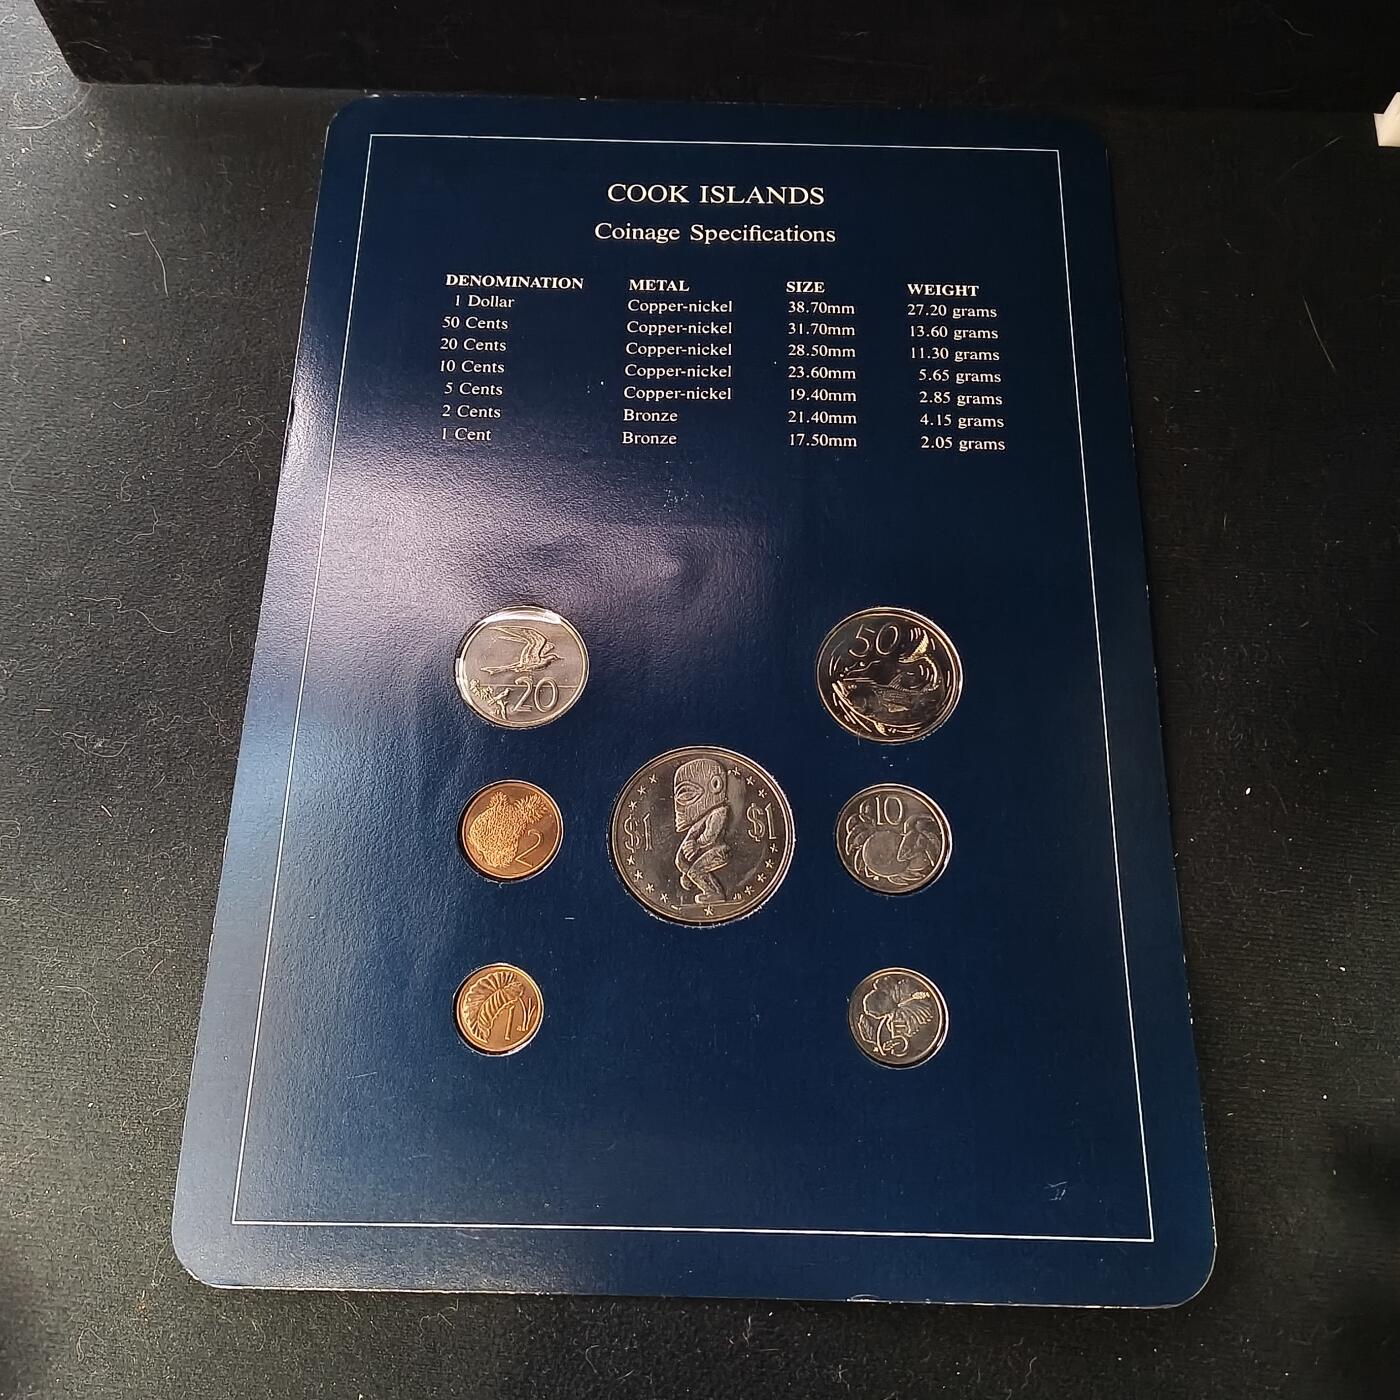 COOK ISLANDS
Coinage Specifications
DENOMINATION METAL SIZE WEIGHT
1 Dollar Copper-nickel 38.70mm 27.20 grams
50 Cents Copper-nickel 31.70mm 13.60 grams
20 Cents Copper-nickel 28.50mm 11.30 grams
10 Cents Copper-nickel 23.60mm 5.65 grams
5 Cents Copper-nickel 19.40mm 2.85 grams
2 Cents Bronze 21.40mm 4.15 grams
1 Cent Bronze 17.50mm 2.05 grams
20
50
2
$1 $1
10
1
5